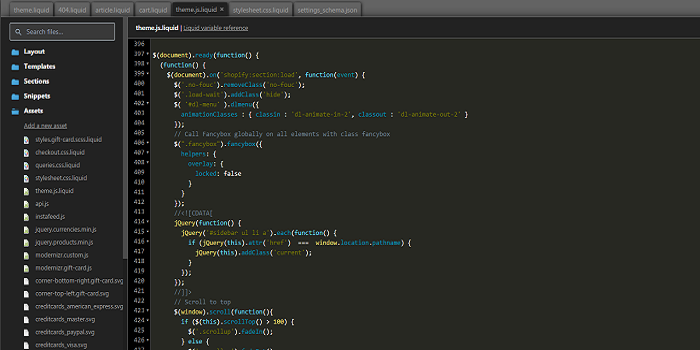 theme.liquid 404.liquid article.liquid cart.liquid theme.js.liquid × stylesheet.css.liquid settings_schema.json
Search files...
Layout
Templates
Sections
Snippets
Assets
Add a new asset
styles.gift-card.scss.liquid
checkout.css.liquid
queries.css.liquid
stylesheet.css.liquid
theme.js.liquid
api.js
instafeed.js
jquery.currencies.min.js
jquery.products.min.js
modernizr.custom.js
modernizr.gift-card.js
corner-bottom-right.gift-card.svg
corner-top-left.gift-card.svg
creditcards_american_express.svg
creditcards_master.svg
creditcards_paypal.svg
creditcards_visa.svg
theme.js.liquid | Liquid variable reference
396
397 $(document).ready(function() {
398 (function() {
399 $(document).on('shopify:section:load', function(event) {
400 $('.no-fouc').removeClass('no-fouc');
401 $('.load-wait').addClass('hide');
402 $( '#dl-menu' ).dlmenu({
403 animationClasses : { classin : 'dl-animate-in-2', classout : 'dl-animate-out-2' }
404 });
405 // Call fancybox globally on all elements with class fancybox
406 $(".fancybox").fancybox({
407 helpers: {
408 overlay: {
409 locked: false
410 }
411 }
412 });
413 //<![CDATA[
414 jQuery(function() {
415 jQuery('#sidebar ul li a').each(function() {
416 if (jQuery(this).attr('href') === window.location.pathname) {
417 jQuery(this).addClass('current');
418 }
419 });
420 });
421 //]]>
422 // Scroll to top
423 $(window).scroll(function(){
424 if ($(this).scrollTop() > 100) {
425 $('.scrollup').fadeIn();
426 } else {
427